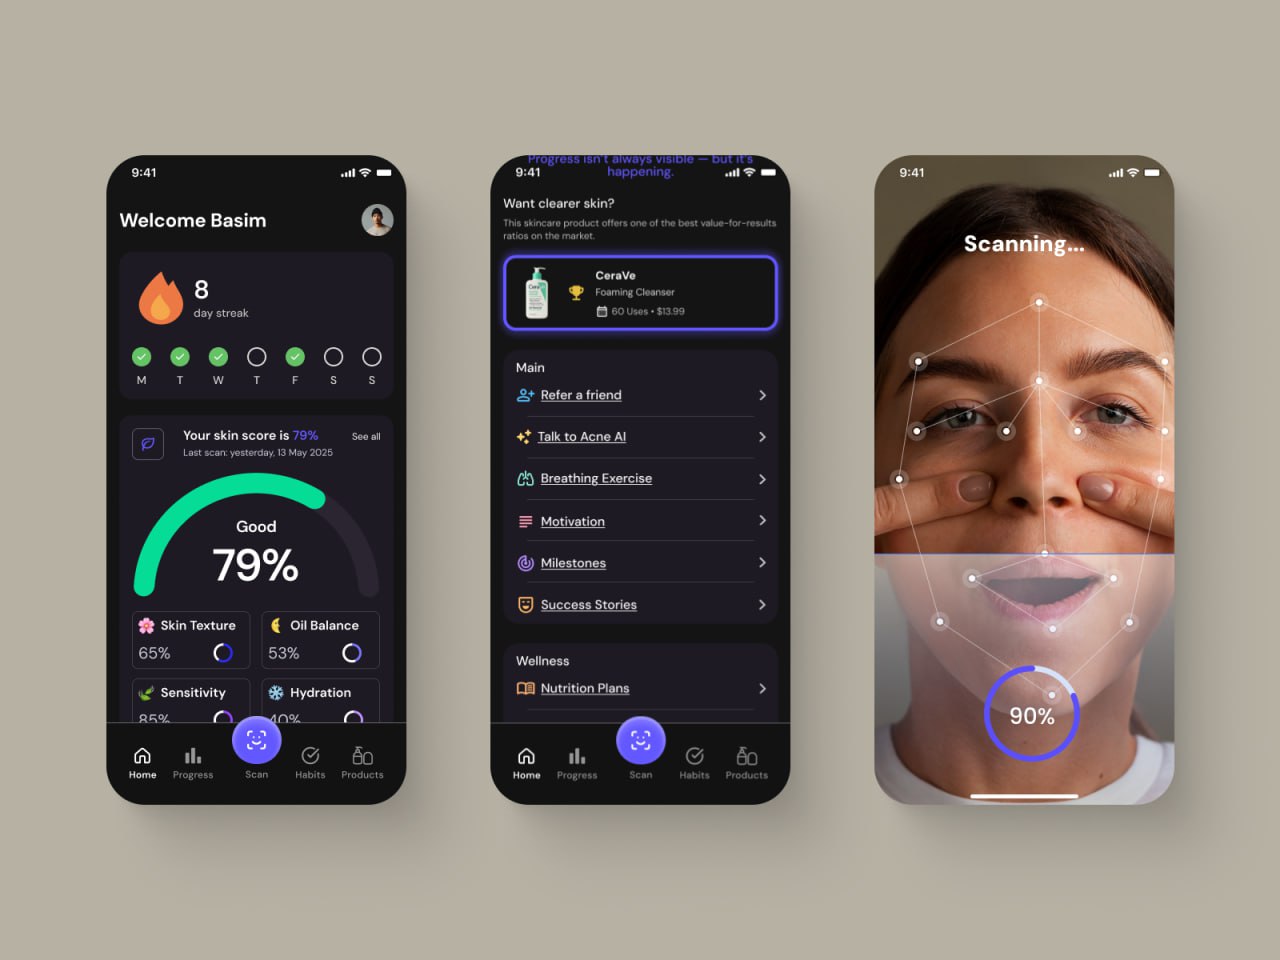 9:41
Welcome Basim
8
day streak
M T W T F S S
Your skin score is 79%
See all
Last scan: yesterday, 13 May 2025
Good
79%
Skin Texture
65%
Oil Balance
53%
Sensitivity
85%
Hydration
40%
Home
Progress
Scan
Habits
Products
Progress isn't always visible — but it's
happening.
9:41
Want clearer skin?
This skincare product offers one of the best value-for-results
ratios on the market.
CeraVe
CeraVe
Foaming Cleanser
60 Uses • $13.99
Main
Refer a friend
Talk to Acne AI
Breathing Exercise
Motivation
Milestones
Success Stories
Wellness
Nutrition Plans
Home
Progress
Scan
Habits
Products
9:41
Scanning...
90%